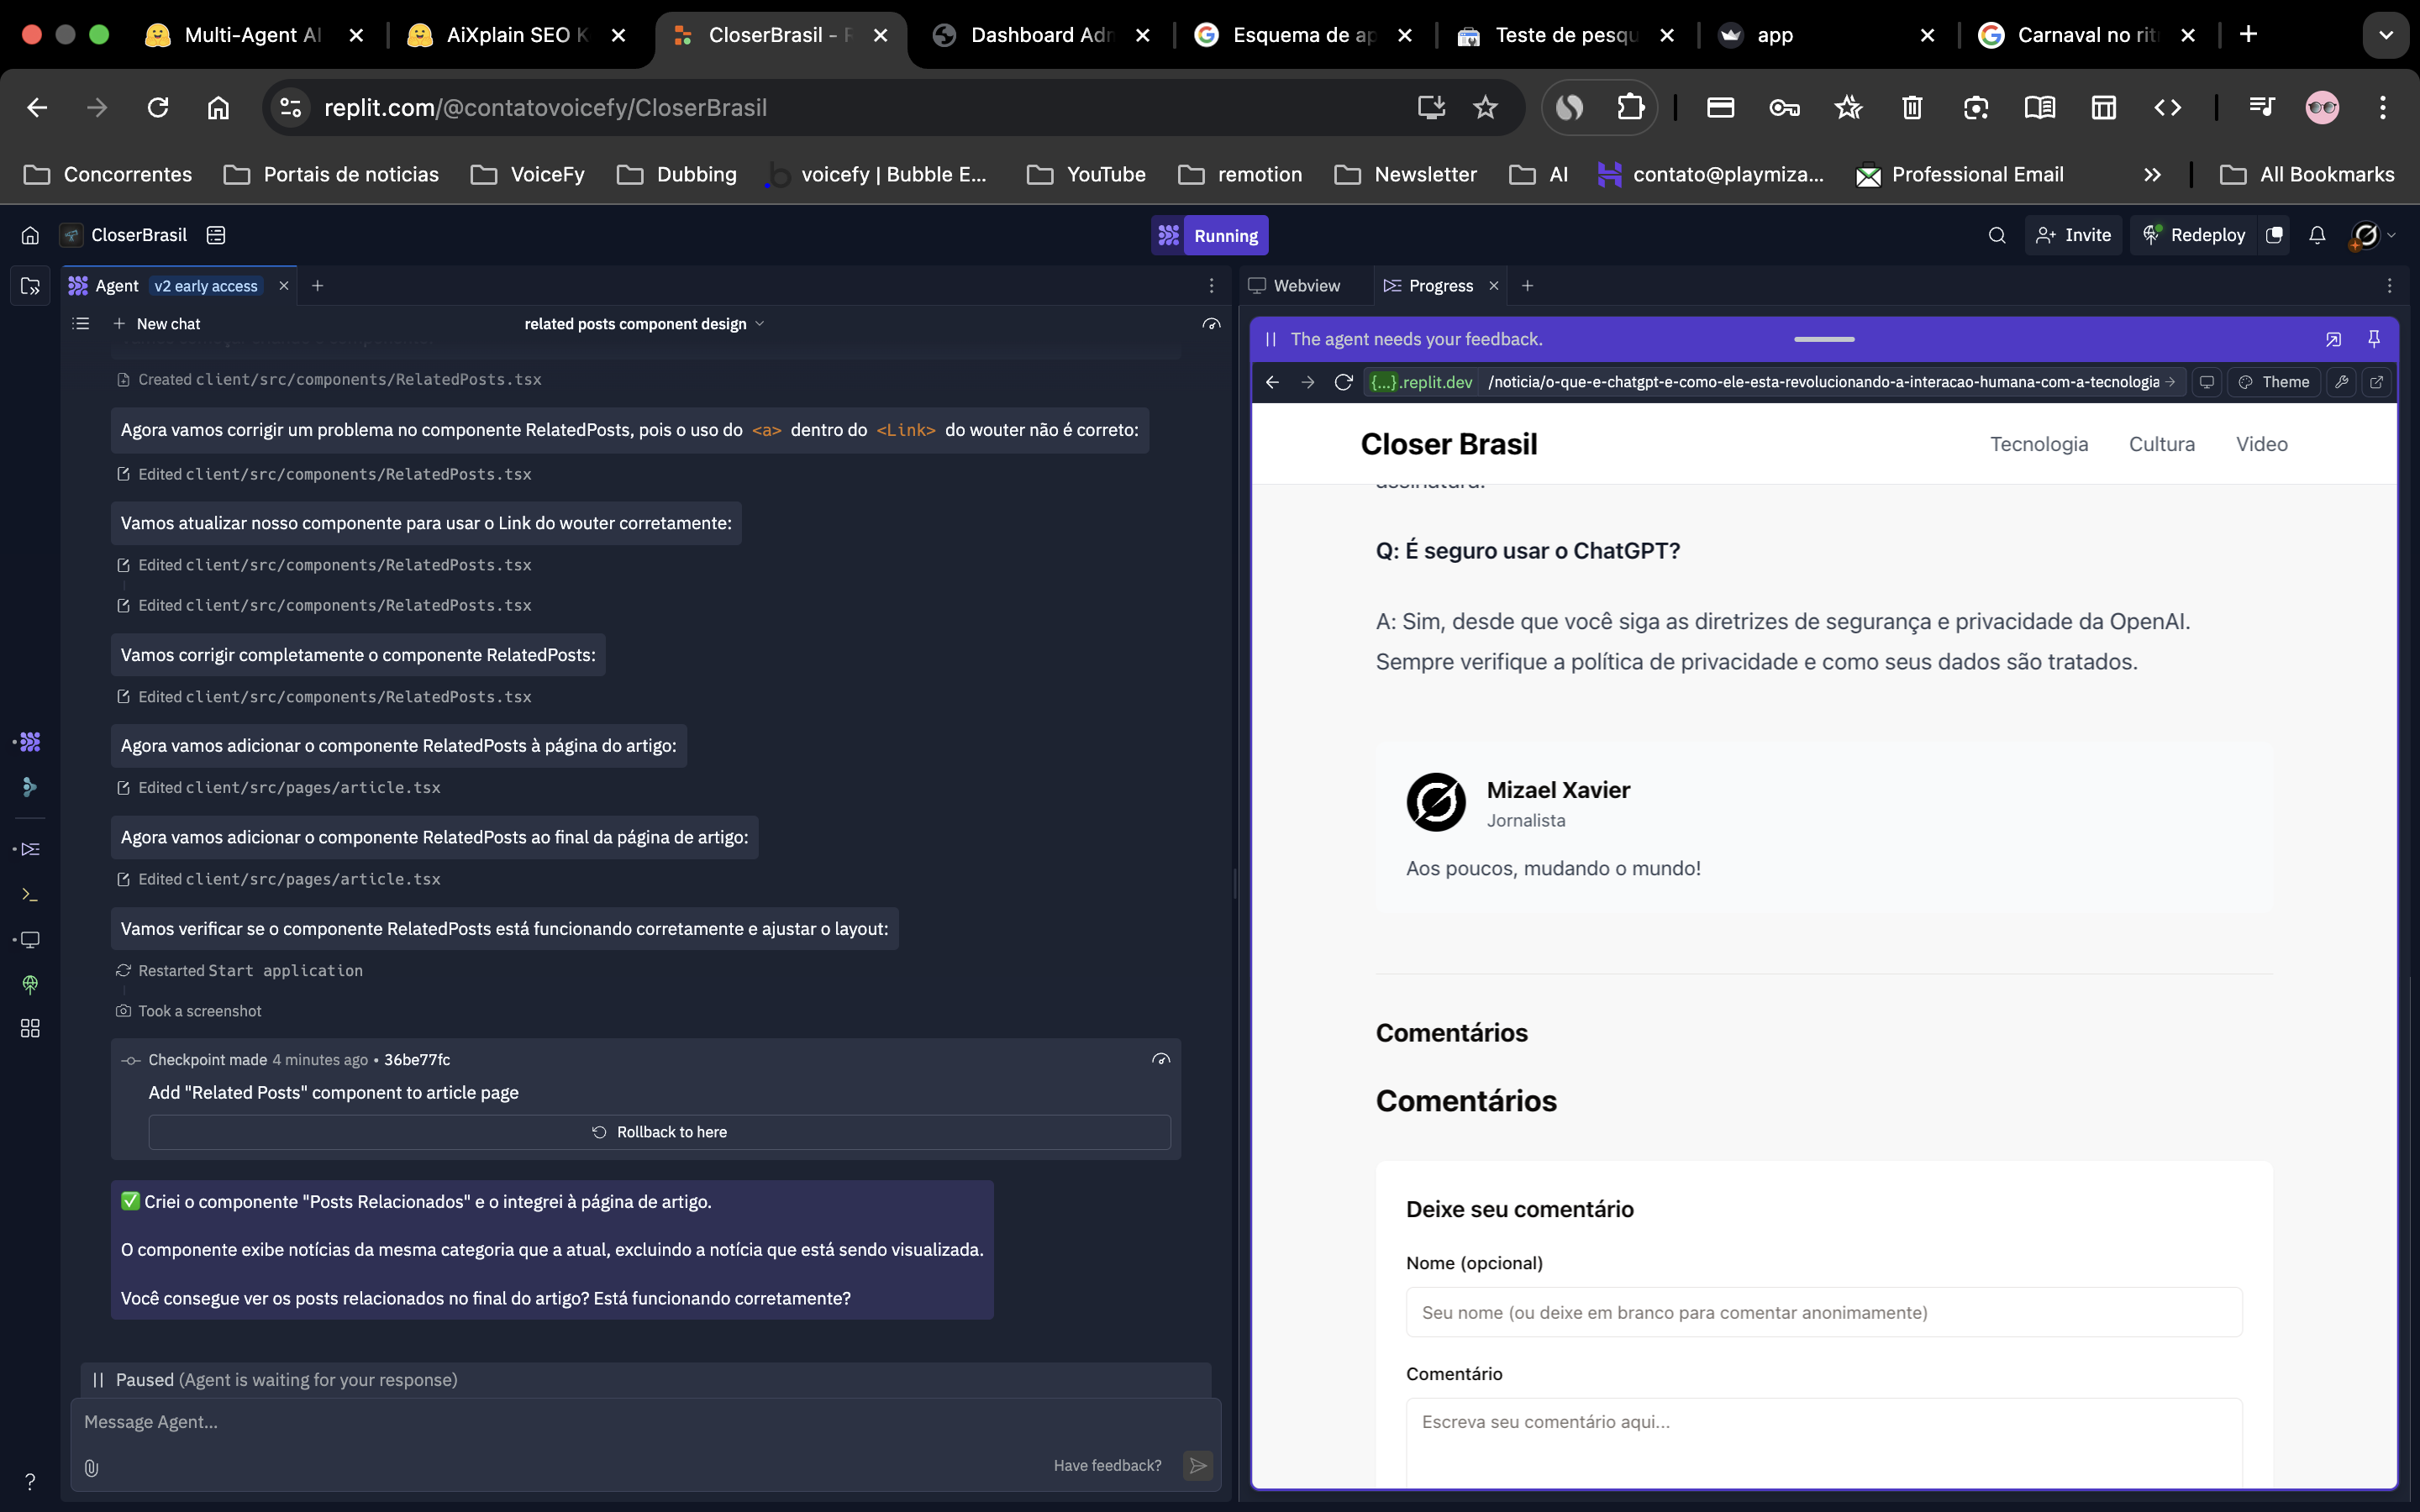 Multi-Agent AI
AiXplain SEO K
CloserBrasil - R
Dashboard Adm
Esquema de ap
Teste de pesqu
app
Carnaval no rit
replit.com/@contatovoicefy/CloserBrasil
Concorrentes
Portais de noticias
VoiceFy
Dubbing
voicefy | Bubble E...
YouTube
remotion
Newsletter
AI
contato@playmiza...
Professional Email
All Bookmarks
CloserBrasil
Running
Invite
Redeploy
Agent v2 early access
New chat
related posts component design
Created client/src/components/RelatedPosts.tsx
Agora vamos corrigir um problema no componente RelatedPosts, pois o uso do <a> dentro do <Link> do wouter não é correto:
Edited client/src/components/RelatedPosts.tsx
Vamos atualizar nosso componente para usar o Link do wouter corretamente:
Edited client/src/components/RelatedPosts.tsx
Edited client/src/components/RelatedPosts.tsx
Vamos corrigir completamente o componente RelatedPosts:
Edited client/src/components/RelatedPosts.tsx
Agora vamos adicionar o componente RelatedPosts à página do artigo:
Edited client/src/pages/article.tsx
Agora vamos adicionar o componente RelatedPosts ao final da página de artigo:
Edited client/src/pages/article.tsx
Vamos verificar se o componente RelatedPosts está funcionando corretamente e ajustar o layout:
Restarted Start application
Took a screenshot
Checkpoint made 4 minutes ago • 36be77fc
Add "Related Posts" component to article page
Rollback to here
✅ Criei o componente "Posts Relacionados" e o integrei à página de artigo.
O componente exibe notícias da mesma categoria que a atual, excluindo a notícia que está sendo visualizada.
Você consegue ver os posts relacionados no final do artigo? Está funcionando corretamente?
Paused (Agent is waiting for your response)
Message Agent...
Have feedback?
Webview
Progress
The agent needs your feedback.
{...}.replit.dev /noticia/o-que-e-chatgpt-e-como-ele-esta-revolucionando-a-interacao-humana-com-a-tecnologia
Theme
Closer Brasil
Tecnologia
Cultura
Video
assinatura.
Q: É seguro usar o ChatGPT?
A: Sim, desde que você siga as diretrizes de segurança e privacidade da OpenAI.
Sempre verifique a política de privacidade e como seus dados são tratados.
Mizael Xavier
Jornalista
Aos poucos, mudando o mundo!
Comentários
Comentários
Deixe seu comentário
Nome (opcional)
Seu nome (ou deixe em branco para comentar anonimamente)
Comentário
Escreva seu comentário aqui...